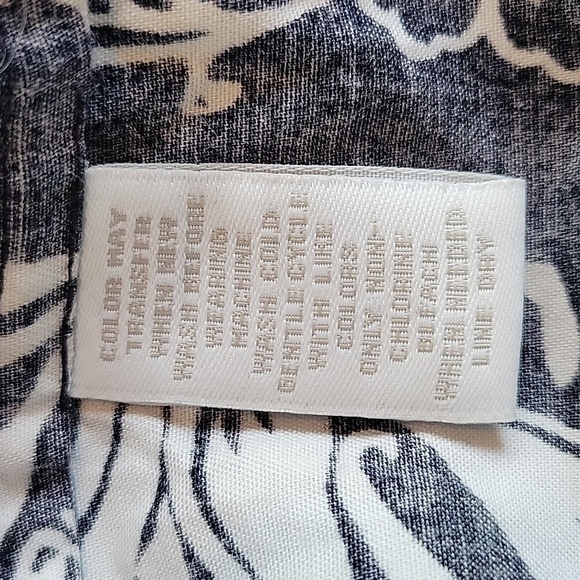 COLOR MAY
TRANSFER
WHEN NEW
WASH BEFORE
WEARING
MACHINE
WASH COLD
GENTLE CYCLE
WITH LIKE
COLORS
ONLY NON-
CHLORINE
BLEACH
WHEN NEEDED
LINE DRY